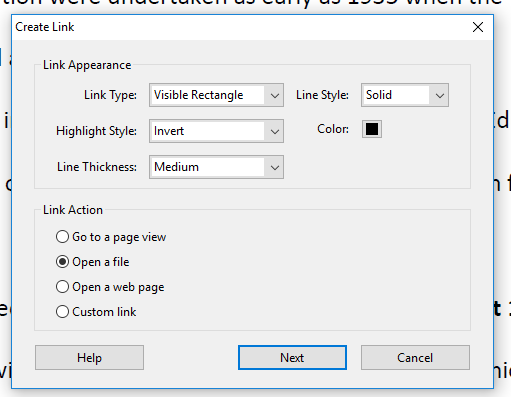 tion were undertaken as early as 1935 when the
Create Link
Link Appearance
Link Type: Visible Rectangle Line Style: Solid
Highlight Style: Invert Color:
Line Thickness: Medium
Link Action
Go to a page view
Open a file
Open a web page
Custom link
Help Next Cancel